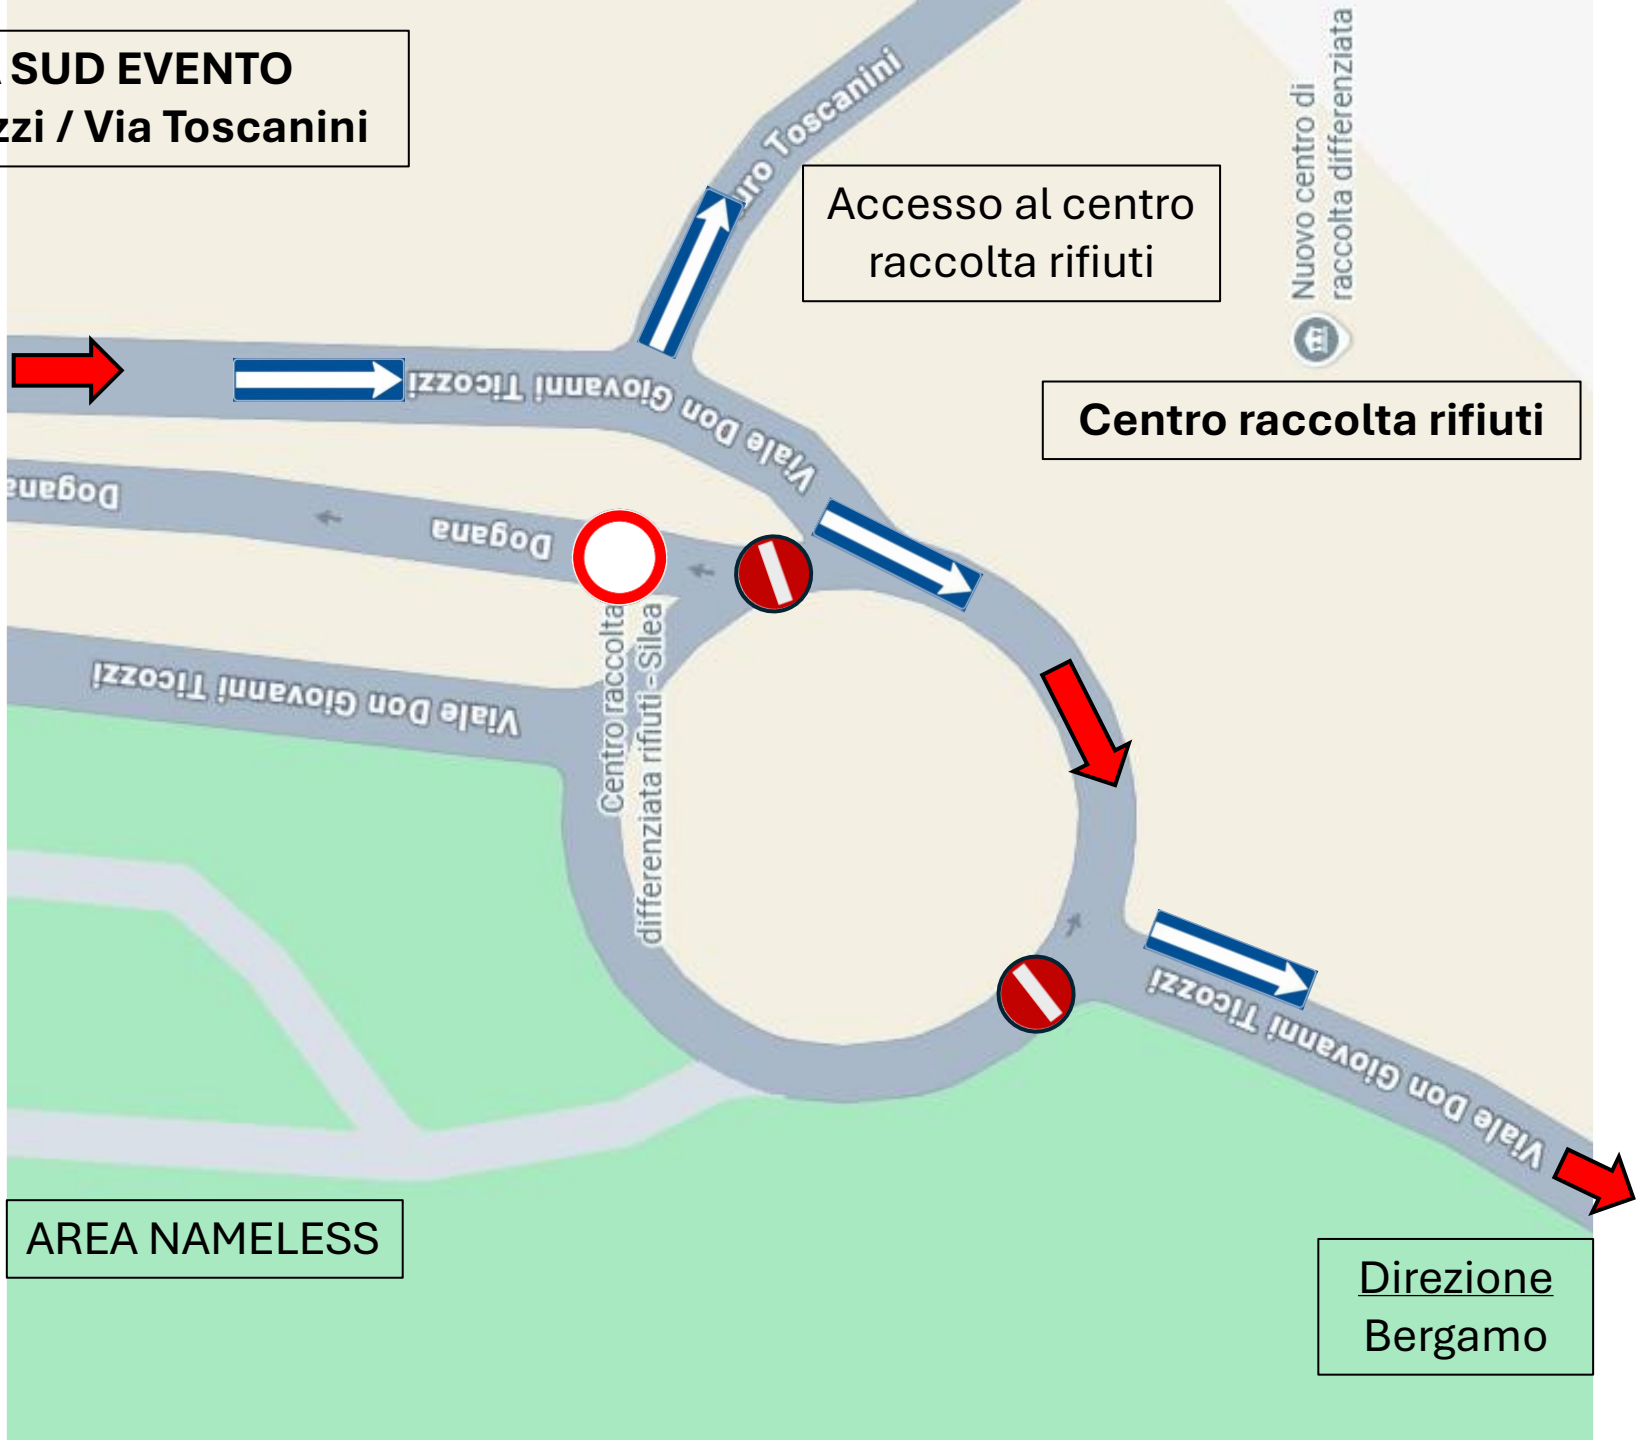 SUD EVENTO
zzi / Via Toscanini
uro Toscanini
Accesso al centro
raccolta rifiuti
Nuovo centro di
raccolta differenziata
Centro raccolta rifiuti
Viale Don Giovanni Ticozzi
Dogana
Dogana
Viale Don Giovanni Ticozzi
Centro raccolta
differenziata rifiuti - Silea
Viale Don Giovanni Ticozzi
AREA NAMELESS
Direzione
Bergamo